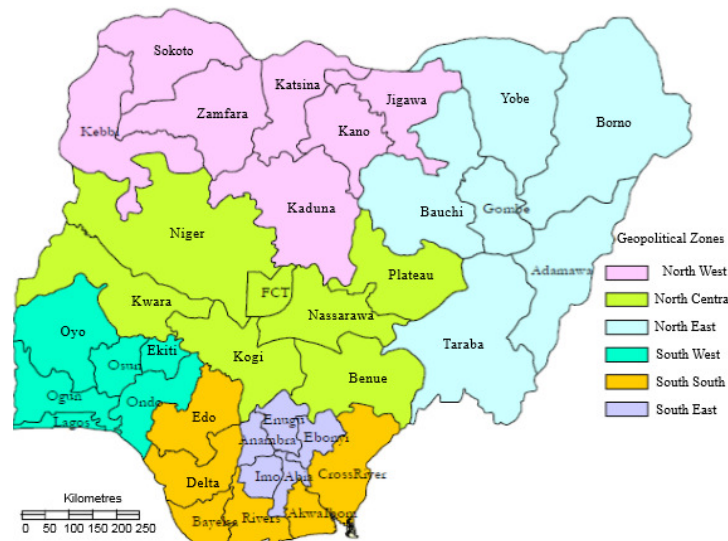 Sokoto
Katsina
Jigawa
Yobe
Borno
Zamfara
Kano
Kebbi
Kaduna
Bauchi
Gombe
Niger
Geopolitical Zones
Adamawa
Plateau
North West
FCT
Kwara
Nassarawa
North Central
Oyo
North East
Taraba
Ekiti
Osun
Kogi
South West
Benue
Ogun
Ondo
South South
Lagos
Edo
Enugu
South East
Anambra
Ebonyi
Imo
Abia
CrossRiver
Delta
Kilometres
0 50 100 150 200 250
Bayelsa
Rivers
AkwaIbom